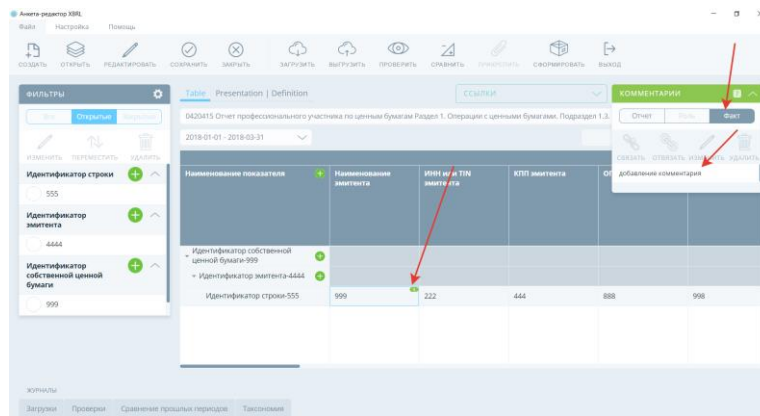 Анкета-редактор XBRL
Файл Настройка Помощь
СОЗДАТЬ ОТКРЫТЬ РЕДАКТИРОВАТЬ СОХРАНИТЬ ЗАКРЫТЬ ЗАГРУЗИТЬ ВЫГРУЗИТЬ ПРОВЕРИТЬ СРАВНИТЬ ПРИКРЕПИТЬ СФОРМИРОВАТЬ ВЫХОД
ФИЛЬТРЫ
Все Открытые
ИЗМЕНИТЬ ПЕРЕМЕСТИТЬ УДАЛИТЬ
Идентификатор строки
555
Идентификатор
эмитента
4444
Идентификатор
собственной ценной
бумаги
999
Table Presentation | Definition
ССЫЛКИ
0420415 Отчет профессионального участника по ценным бумагам Раздел 1. Операции с ценными бумагами. Подраздел 1.3.
2018-01-01 - 2018-03-31
Наименование показателя
Наименование
эмитента
ИНН или TIN
эмитента
КПП эмитента
Идентификатор собственной
ценной бумаги-999
Идентификатор эмитента-4444
Идентификатор строки-555 999 222 444 888 998
КОММЕНТАРИИ
Отчет Роль Факт
СВЯЗАТЬ ОТВЯЗАТЬ ИЗМЕНИТЬ УДАЛИТЬ
добавление комментария
ЖУРНАЛЫ
Загрузки Проверки Сравнение прошлых периодов Таксономия